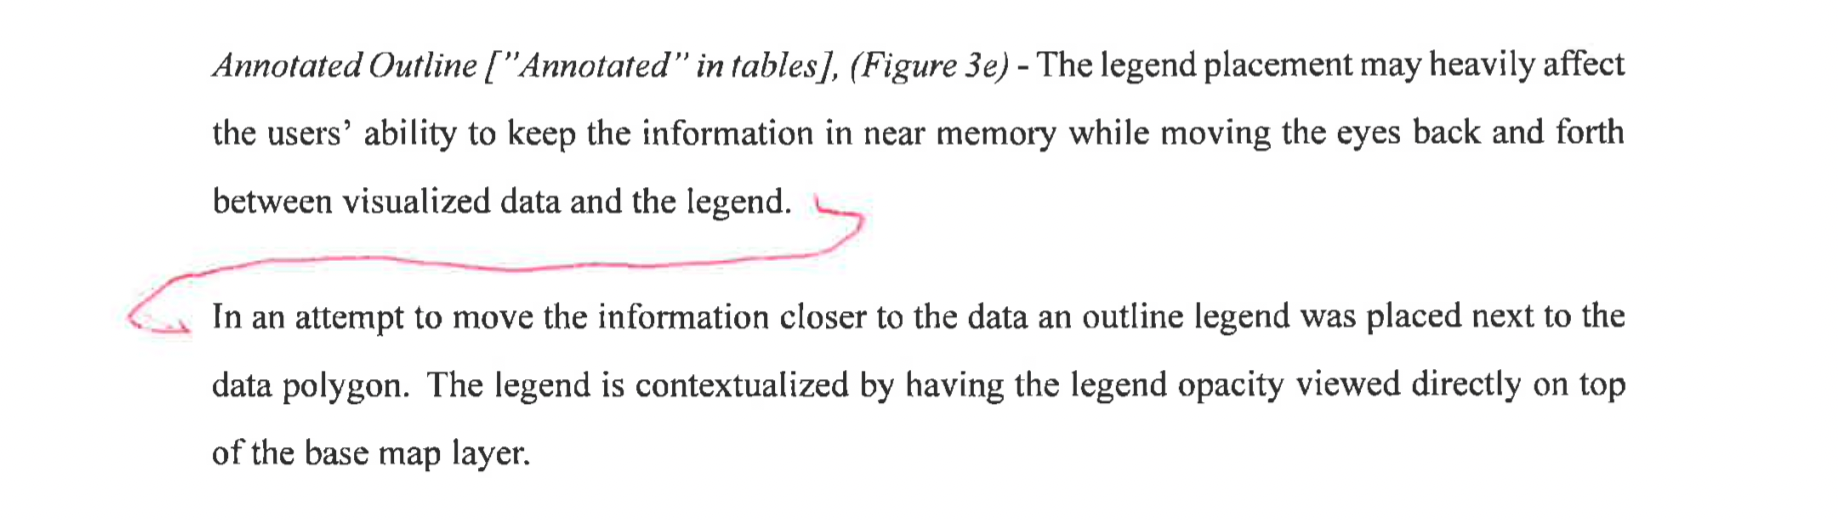 Annotated Outline ["Annotated" in tables], (Figure 3e) - The legend placement may heavily affect
the users’ ability to keep the information in near memory while moving the eyes back and forth
between visualized data and the legend.
In an attempt to move the information closer to the data an outline legend was placed next to the
data polygon. The legend is contextualized by having the legend opacity viewed directly on top
of the base map layer.